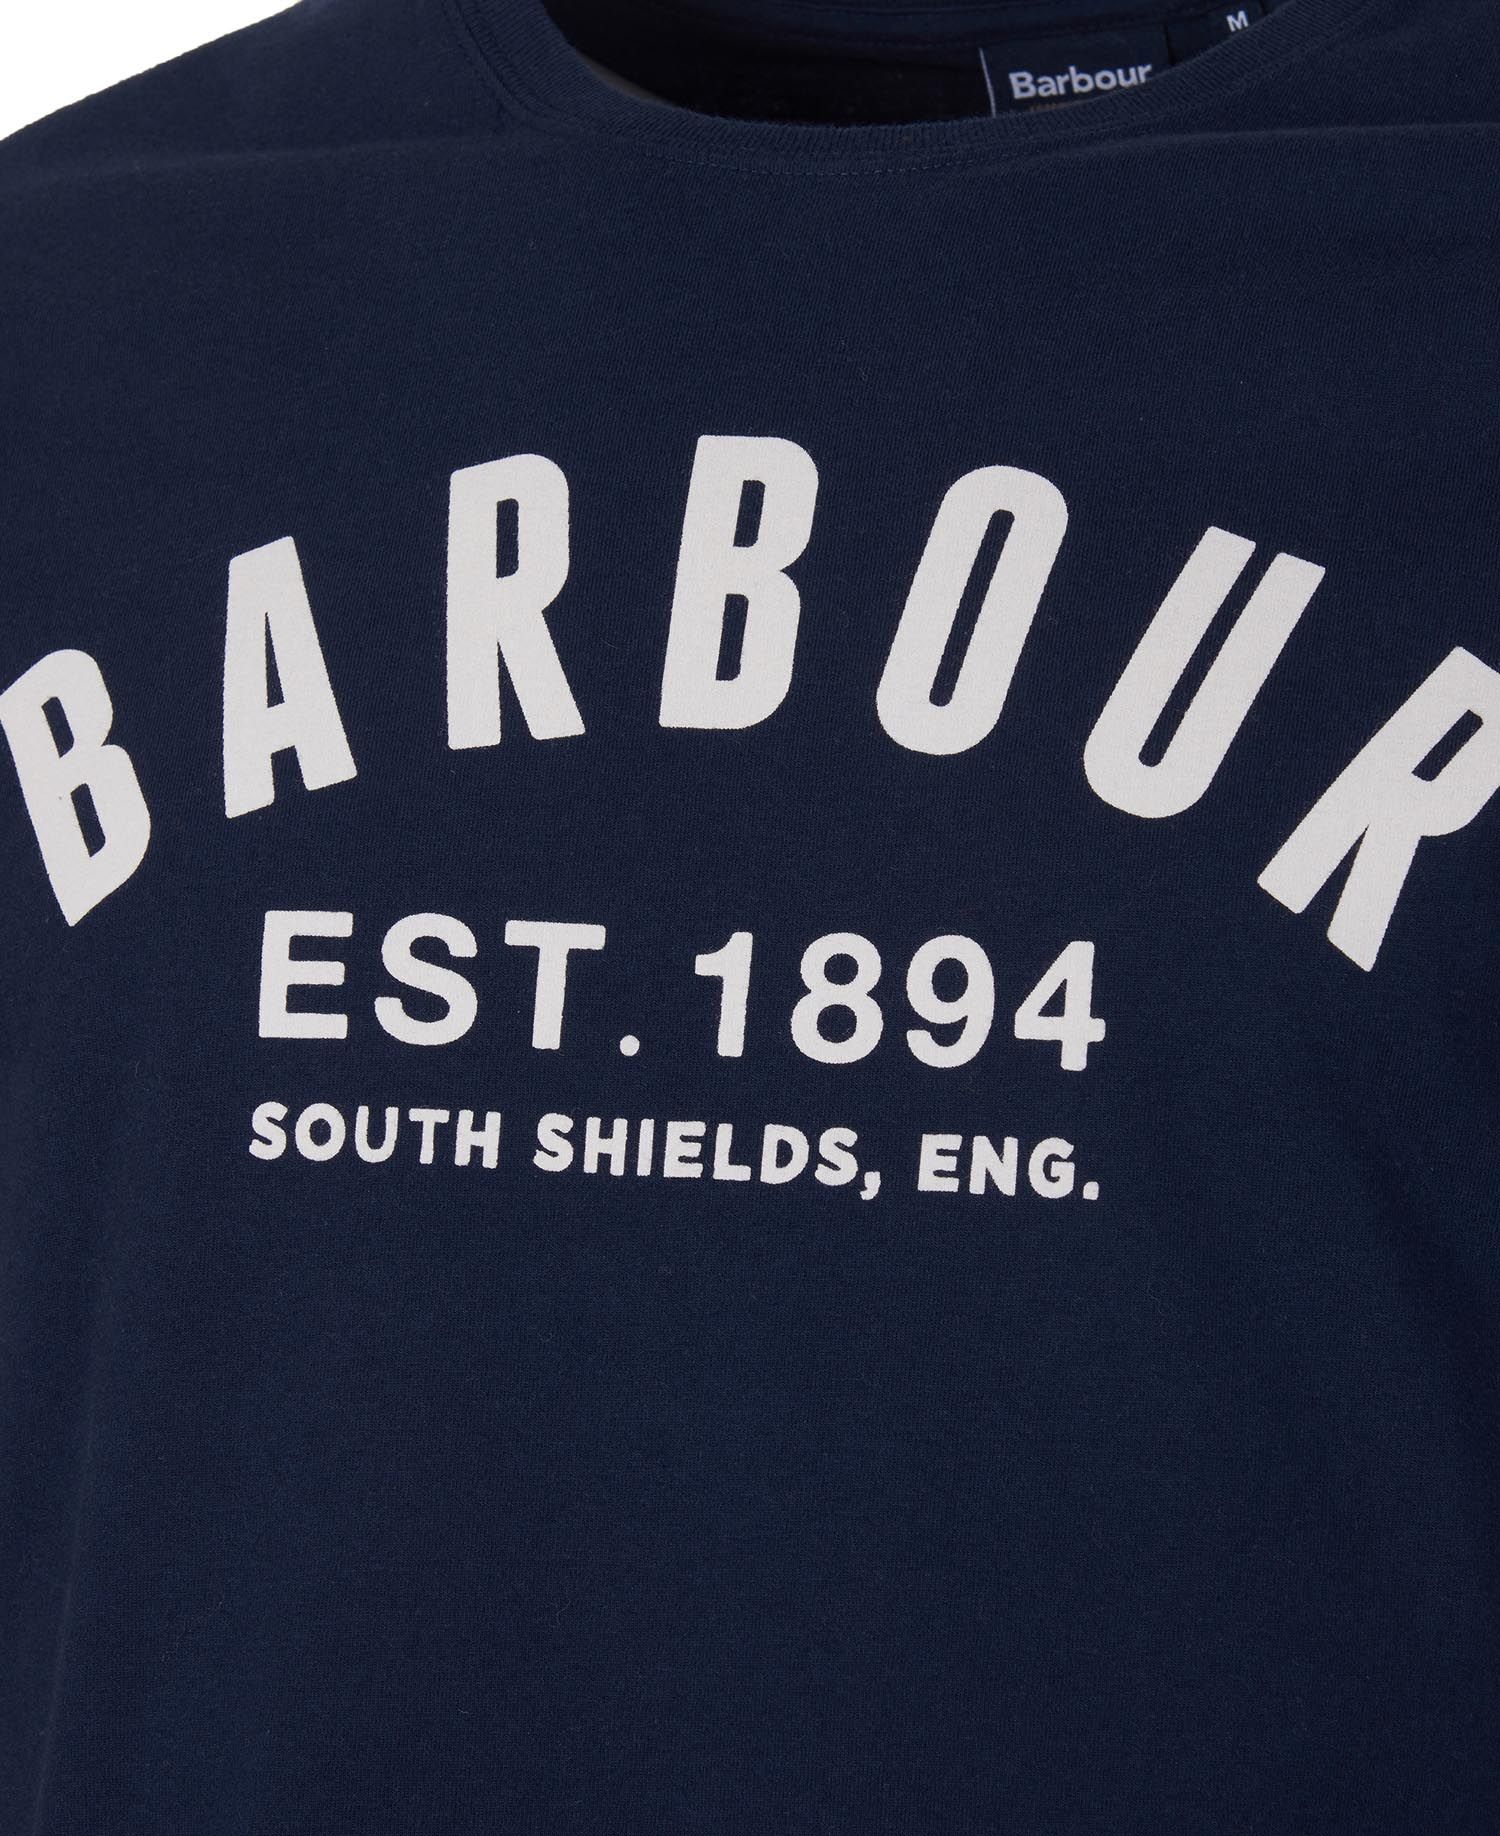 M
Barbour
BARBOUR
EST. 1894
SOUTH SHIELDS, ENG.